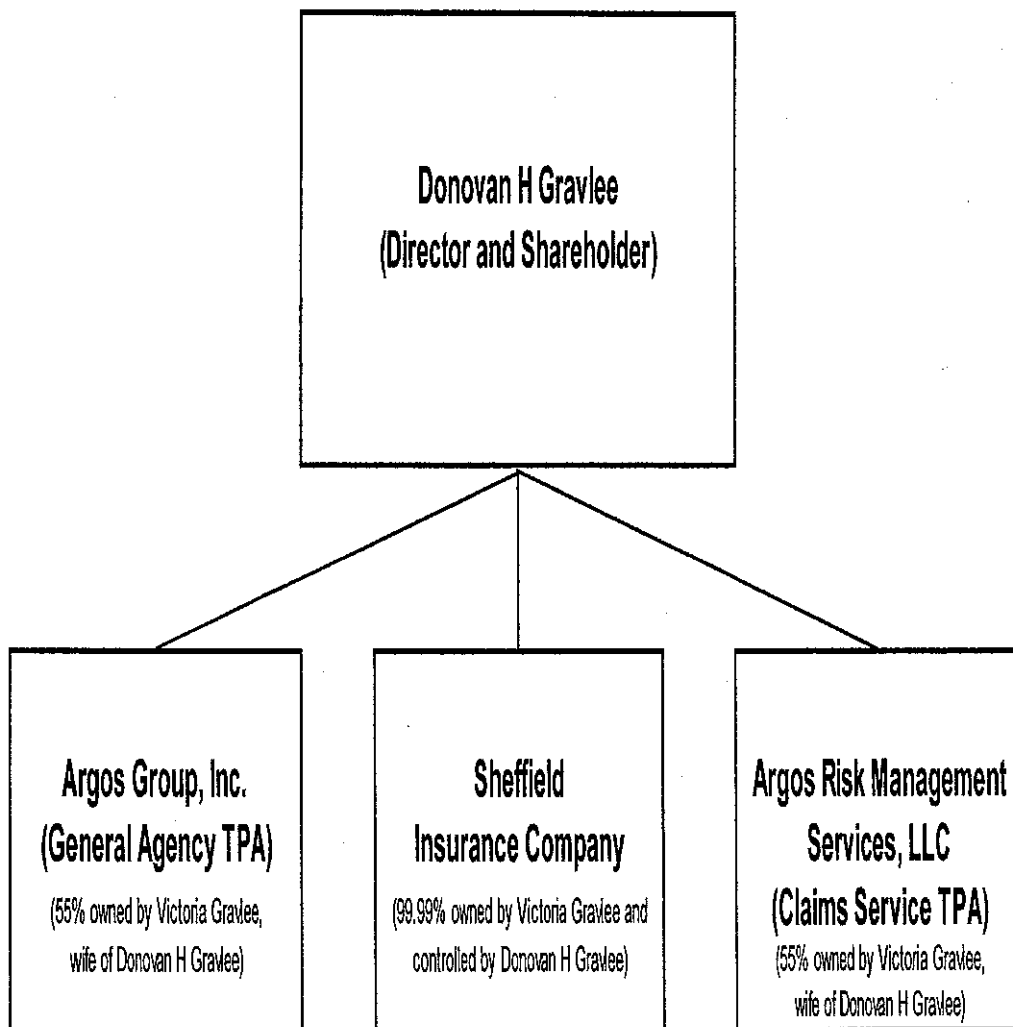 Donovan H Gravlee
(Director and Shareholder)
Argos Group, Inc.
(General Agency TPA)
(55% owned by Victoria Gravlee,
wife of Donovan H Gravlee)
Sheffield
Insurance Company
(99.99% owned by Victoria Gravlee and
controlled by Donovan H Gravlee)
Argos Risk Management
Services, LLC
(Claims Service TPA)
(55% owned by Victoria Gravlee,
wife of Donovan H Gravlee)